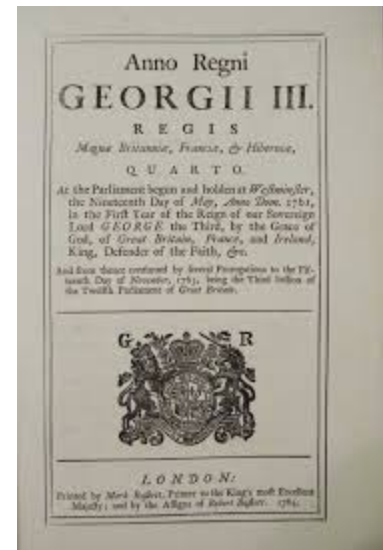 Anno Regni
GEORGII III.
REGIS
Magnæ Britanniæ, Franciæ, & Hiberniæ,
QUARTO.
At the Parliament begun and holden at Westminster,
the Nineteenth Day of May, Anno Dom. 1761,
in the First Year of the Reign of our Sovereign
Lord GEORGE the Third, by the Grace of
God, of Great Britain, France, and Ireland,
King, Defender of the Faith, &c.
And from thence continued by several Prorogations to the Fif-
teenth Day of November, 1763, being the Third Session of
the Twelfth Parliament of Great Britain.
G R
LONDON:
Printed by Mark Baskett, Printer to the King's most Excellent
Majesty; and by the Assigns of Robert Baskett. 1764.